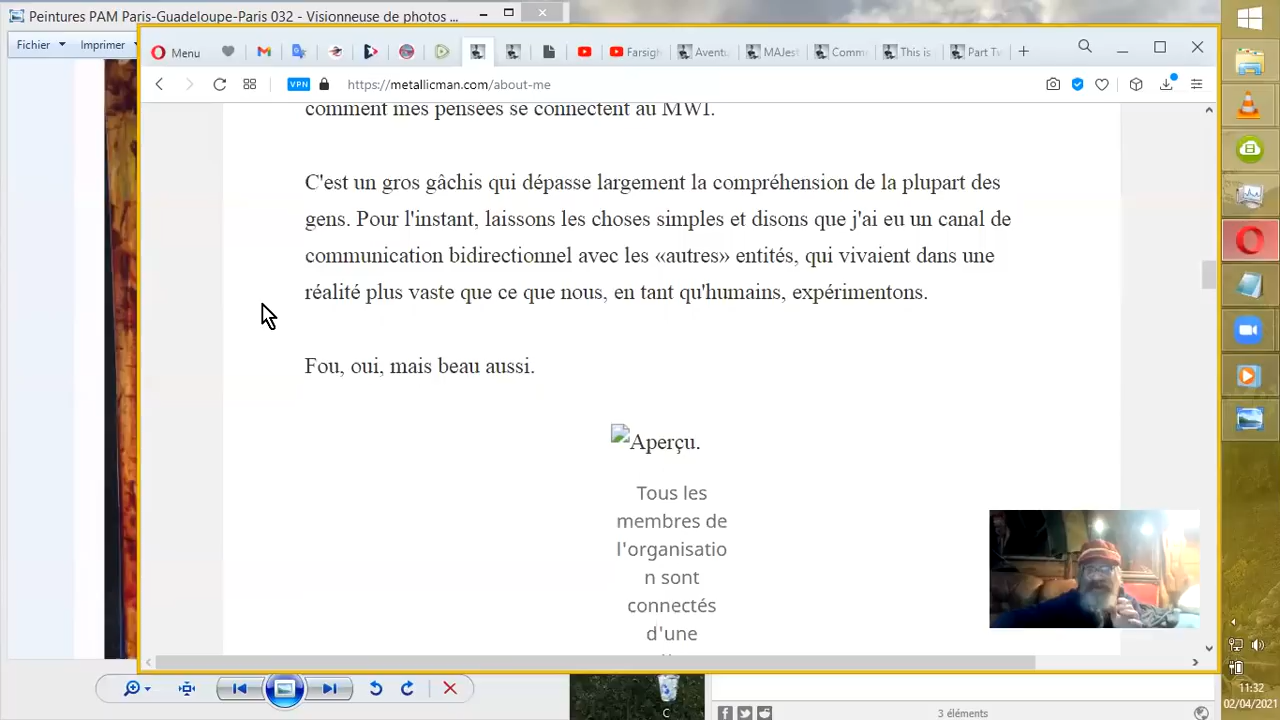 Peintures PAM Paris-Guadeloupe-Paris 032 - Visionneuse de photos ...
Fichier Imprimer
Menu
Farsigh
Aventu
MAJest
Comm
This is
Part Tw
VPN https://metallicman.com/about-me
comment mes pensées se connectent au MWI.
C'est un gros gâchis qui dépasse largement la compréhension de la plupart des
gens. Pour l'instant, laissons les choses simples et disons que j'ai eu un canal de
communication bidirectionnel avec les «autres» entités, qui vivaient dans une
réalité plus vaste que ce que nous, en tant qu'humains, expérimentons.
Fou, oui, mais beau aussi.
Aperçu.
Tous les
membres de
l'organisatio
n sont
connectés
d'une
C
3 éléments
11:32
02/04/2021